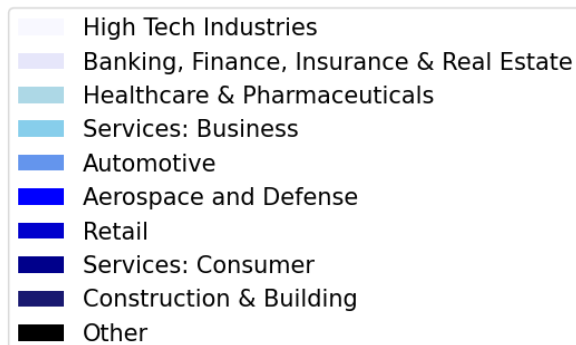 High Tech Industries
Banking, Finance, Insurance & Real Estate
Healthcare & Pharmaceuticals
Services: Business
Automotive
Aerospace and Defense
Retail
Services: Consumer
Construction & Building
Other